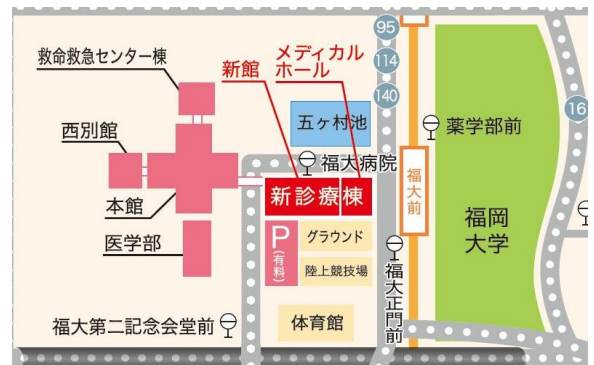 95
救命救急センター棟
新館
メディカル
ホール
114
140
16
五ヶ村池
薬学部前
西別館
福大病院
福大前
本館
新診療棟
福岡
大学
医学部
P
(有料)
グラウンド
陸上競技場
福大正門前
福大第二記念会堂前
体育館